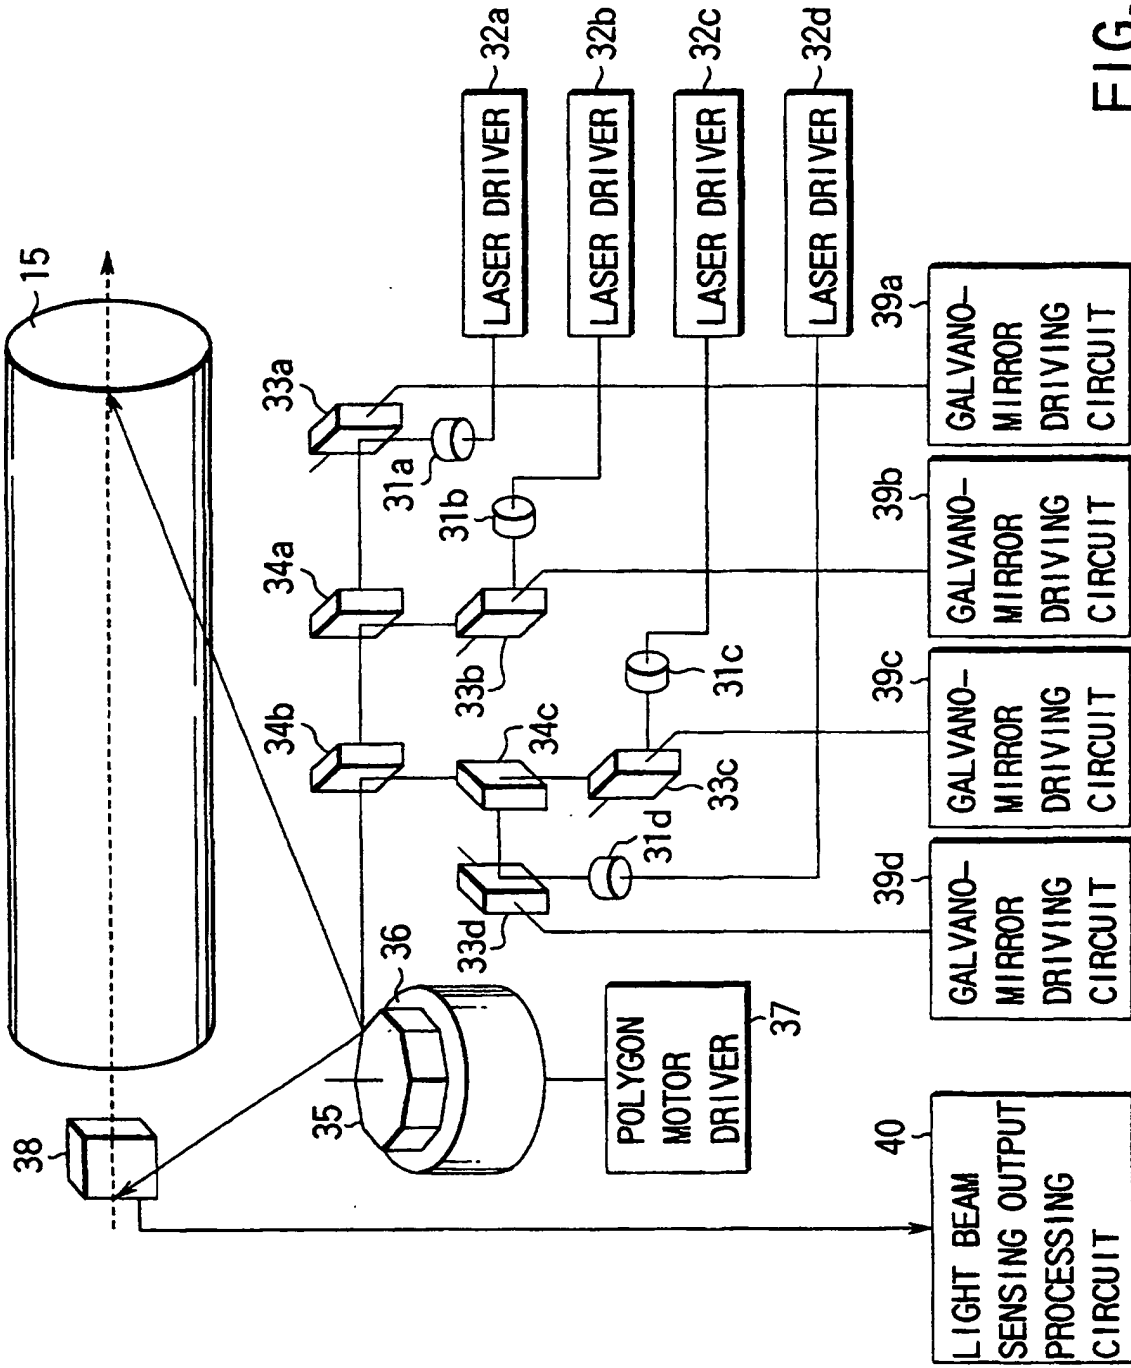 15
38
33a
34a
34b
31a
31b
33b
34c
31c
33c
31d
33d
36
35
LASER DRIVER
32a
LASER DRIVER
32b
LASER DRIVER
32c
LASER DRIVER
32d
POLYGON
MOTOR
DRIVER
37
39a
GALVANO-
MIRROR
DRIVING
CIRCUIT
39b
GALVANO-
MIRROR
DRIVING
CIRCUIT
39c
GALVANO-
MIRROR
DRIVING
CIRCUIT
39d
GALVANO-
MIRROR
DRIVING
CIRCUIT
40
LIGHT BEAM
SENSING OUTPUT
PROCESSING
CIRCUIT
FIG.